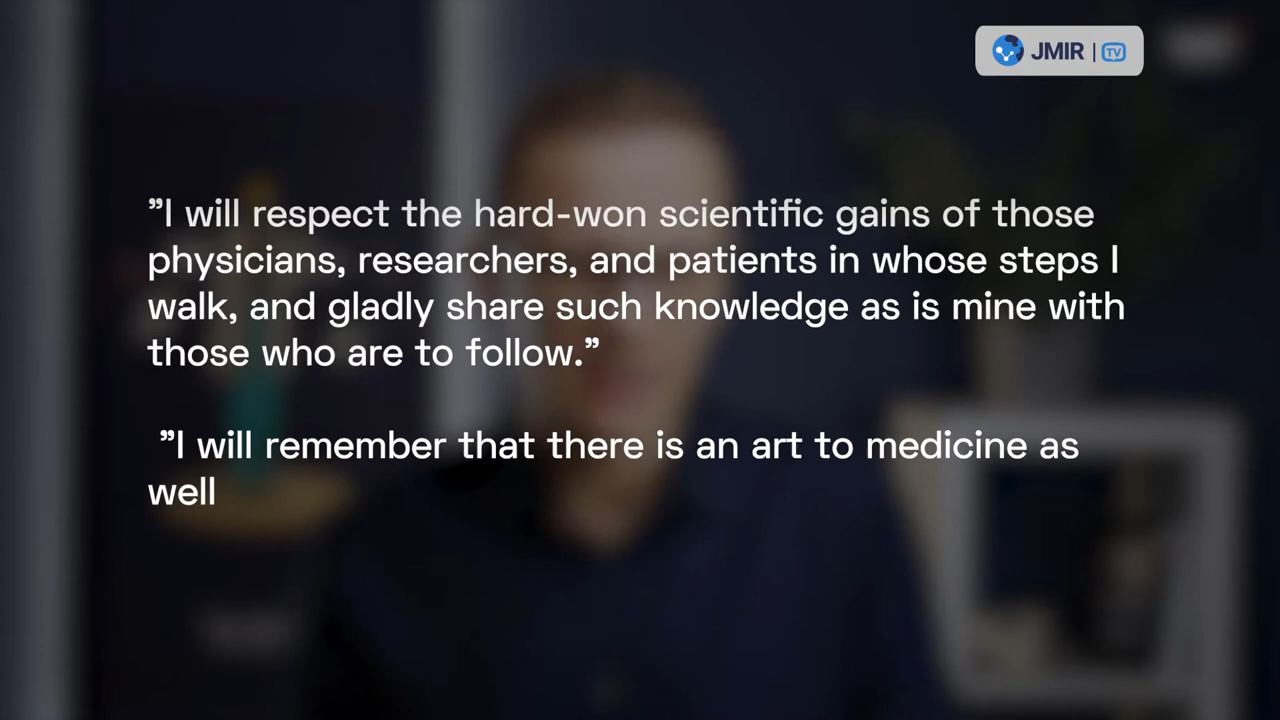 JMIR | TV
”I will respect the hard-won scientific gains of those
physicians, researchers, and patients in whose steps I
walk, and gladly share such knowledge as is mine with
those who are to follow.”
”I will remember that there is an art to medicine as
well